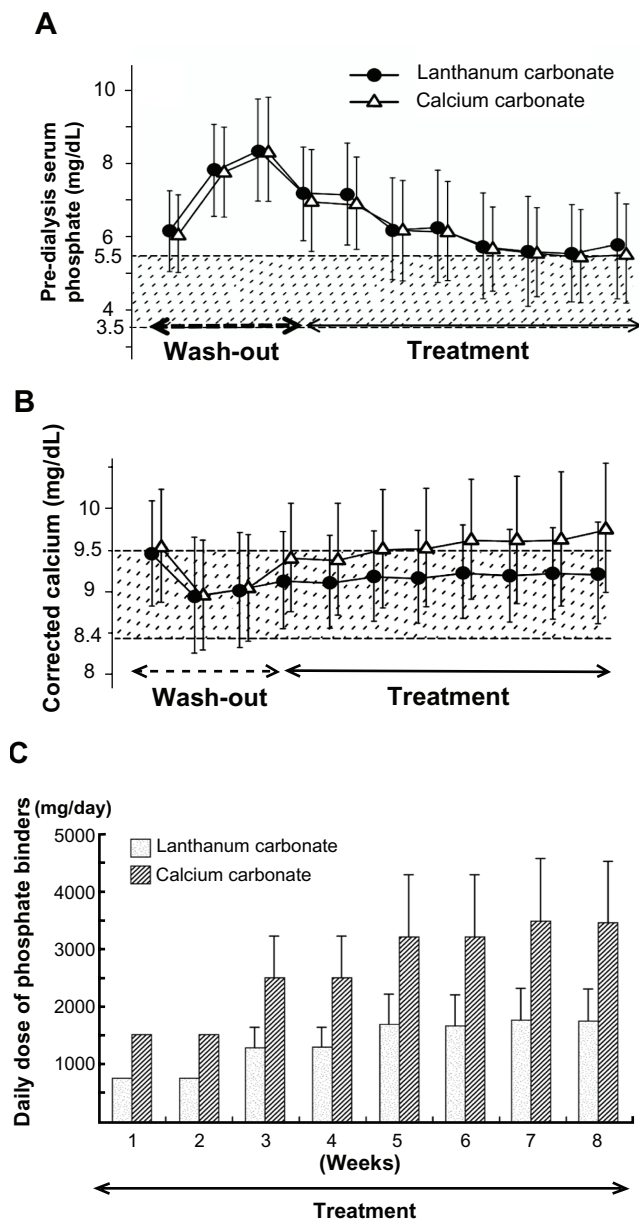 A
Pre-dialysis serum
phosphate (mg/dL)
10
8
6
5.5
4
3.5
Lanthanum carbonate
Calcium carbonate
Wash-out
Treatment
B
Corrected calcium (mg/dL)
10
9.5
9
8.4
8
Wash-out
Treatment
C
(mg/day)
Daily dose of phosphate binders
5000
4000
3000
2000
1000
Lanthanum carbonate
Calcium carbonate
1 2 3 4 5 6 7 8
(Weeks)
Treatment